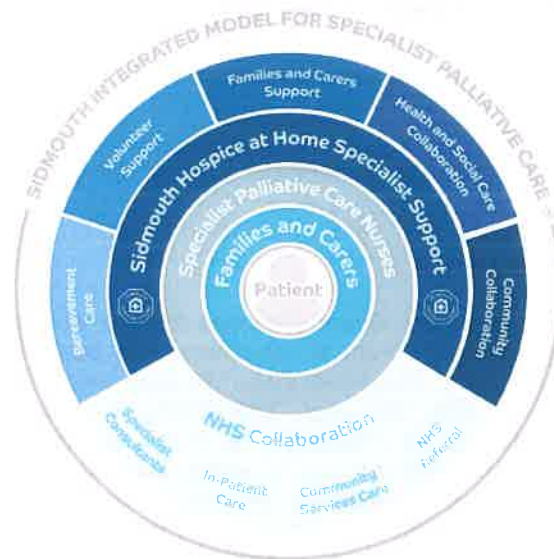 SIDMOUTH INTEGRATED MODEL FOR SPECIALIST PALLIATIVE CARE
Families and Carers
Support
Volunteer
Support
Health and Social Care
Collaboration
Bereavement
Care
Community
Collaboration
Sidmouth Hospice at Home Specialist Support
Specialist Palliative Care Nurses
Families and Carers
Patient
NHS Collaboration
Specialist
Consultants
In-Patient
Care
Community
Services Care
NHS
Referral